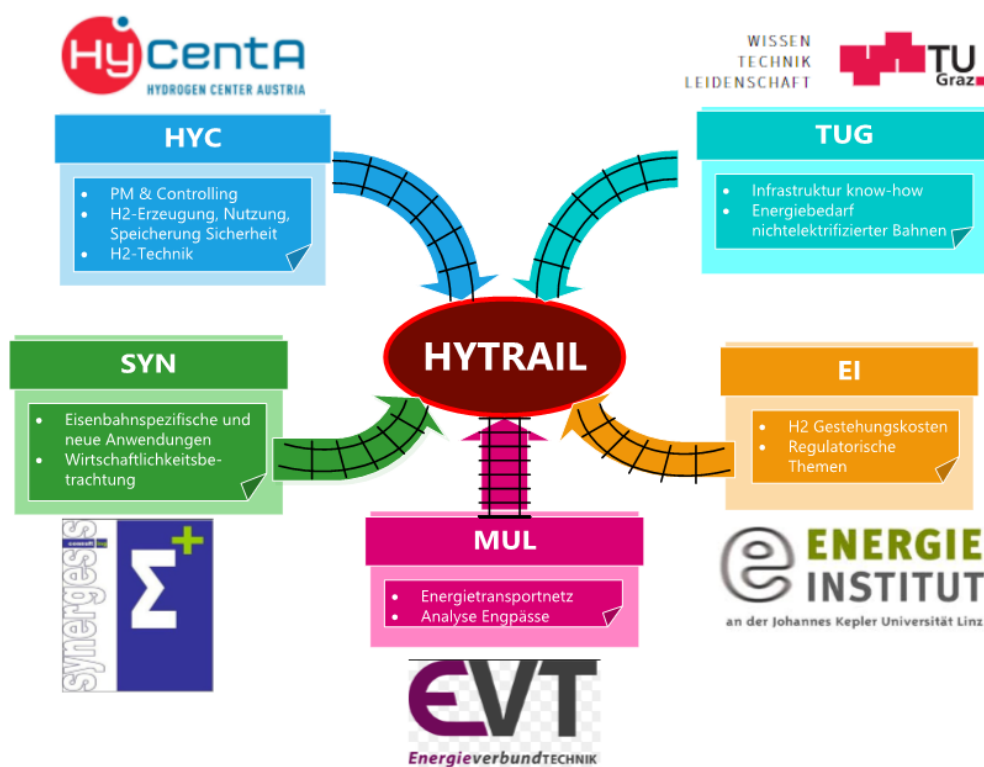 HyCentA
HYDROGEN CENTER AUSTRIA
WISSEN
TECHNIK
LEIDENSCHAFT
TU
Graz
HYC
• PM & Controlling
• H2-Erzeugung, Nutzung,
Speicherung Sicherheit
• H2-Technik
TUG
• Infrastruktur know-how
• Energiebedarf
nichtelektrifizierter Bahnen
HYTRAIL
SYN
• Eisenbahnspezifische und
neue Anwendungen
• Wirtschaftlichkeitsbe-
trachtung
EI
• H2 Gestehungskosten
• Regulatorische
Themen
MUL
• Energietransportnetz
• Analyse Engpässe
synergesis
Σ+
e ENERGIE
INSTITUT
an der Johannes Kepler Universität Linz
EVT
EnergieverbundTECHNIK